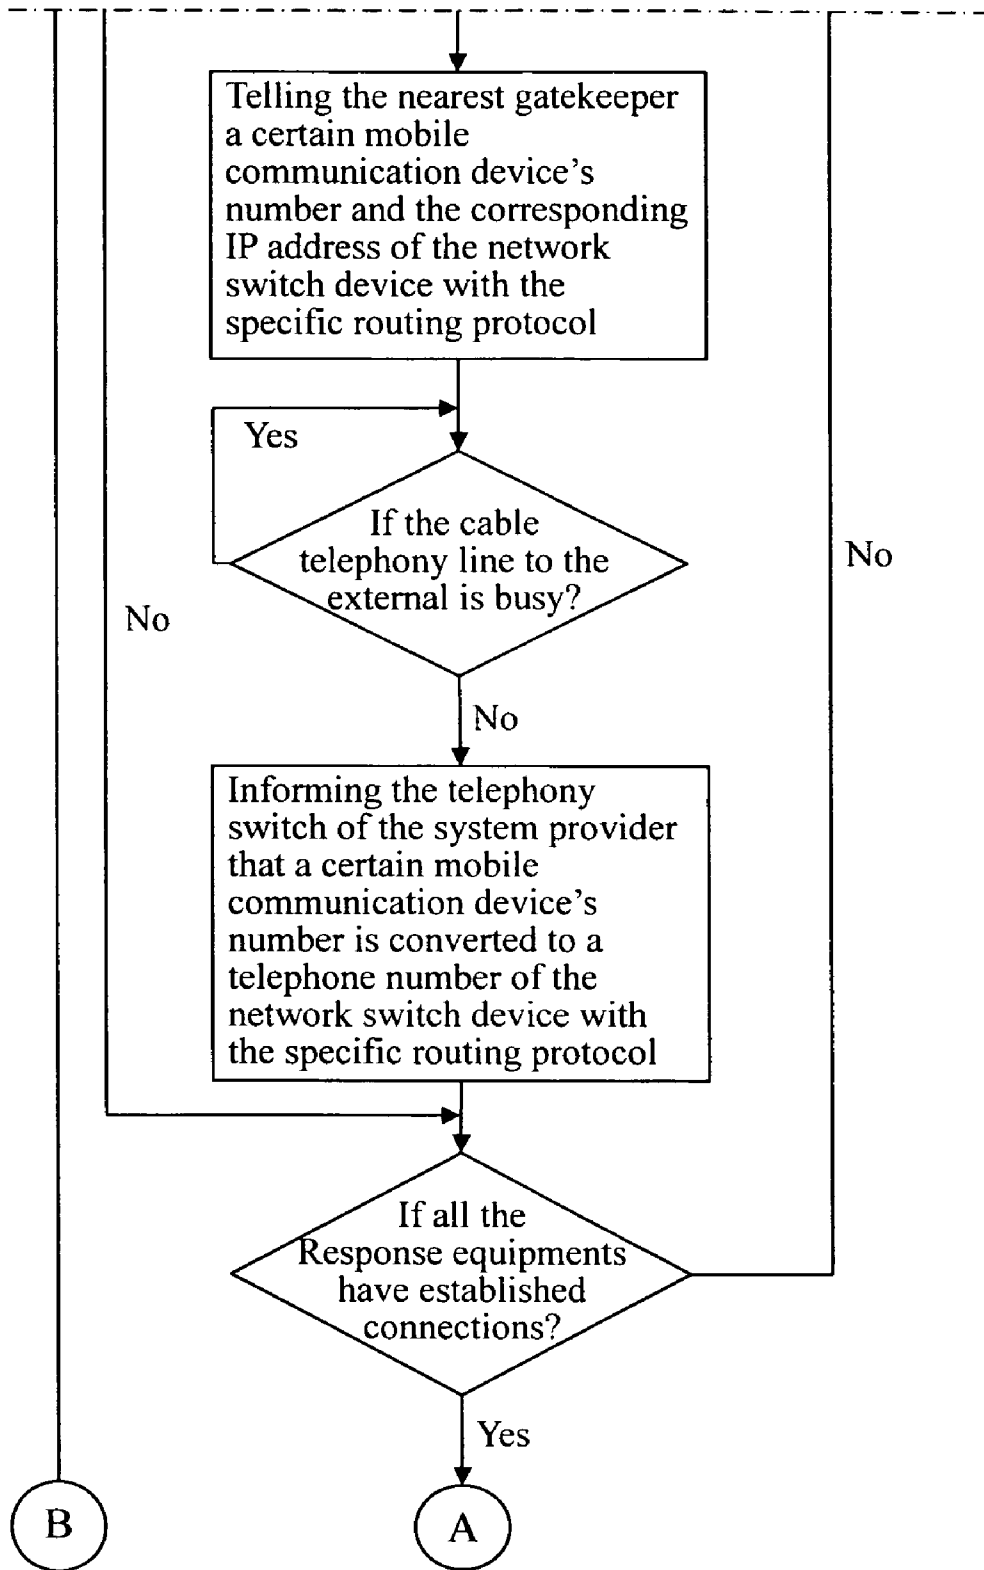 Telling the nearest gatekeeper
a certain mobile
communication device's
number and the corresponding
IP address of the network
switch device with the
specific routing protocol
Yes
If the cable
telephony line to the
external is busy?
No
No
No
Informing the telephony
switch of the system provider
that a certain mobile
communication device's
number is converted to a
telephone number of the
network switch device with
the specific routing protocol
If all the
Response equipments
have established
connections?
Yes
B
A